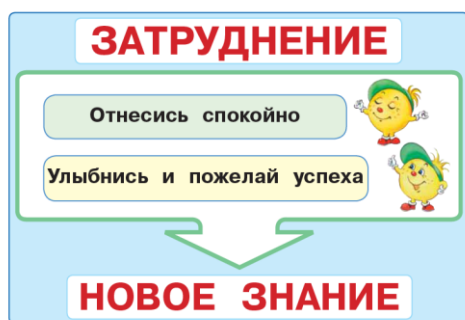 ЗАТРУДНЕНИЕ
Отнесись спокойно
Улыбнись и пожелай успеха
НОВОЕ ЗНАНИЕ